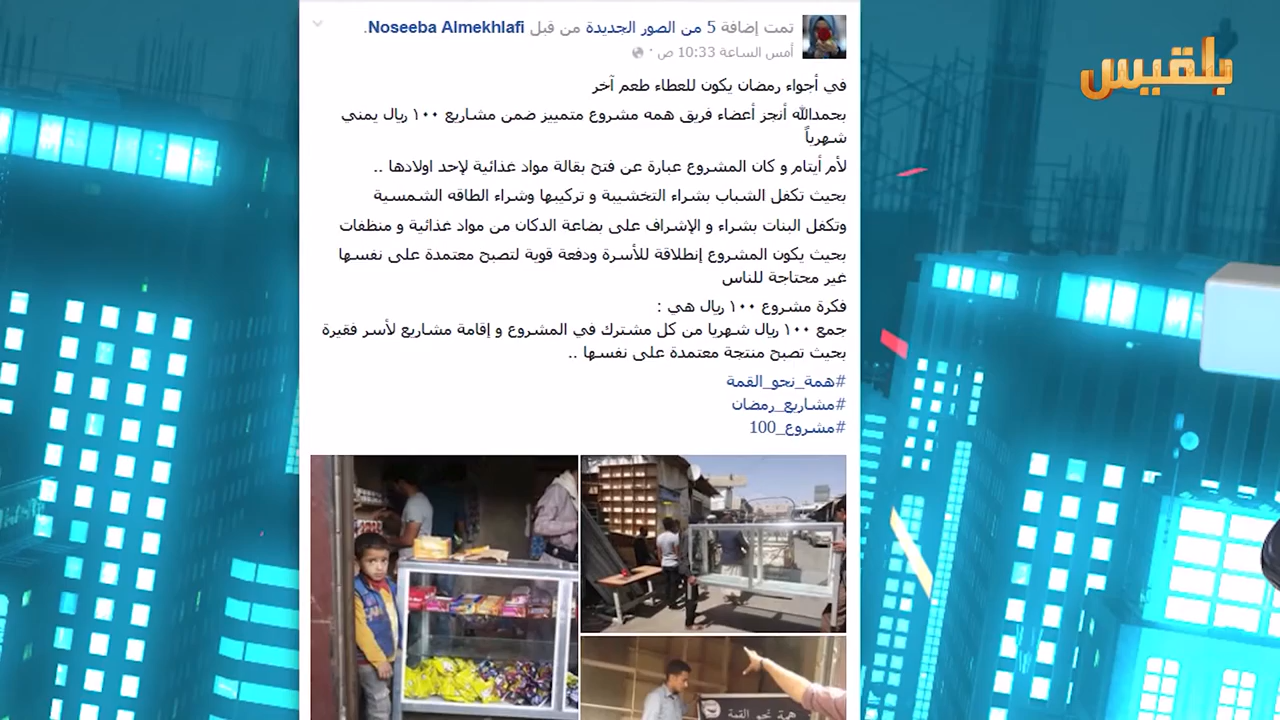 تمت إضافة 5 من الصور الجديدة من قبل Noseeba Almekhlafi.
أمس الساعة 10:33 ص ·
بلقيس
في أجواء رمضان يكون للعطاء طعم آخر
بحمدالله أنجز أعضاء فريق همه مشروع متمييز ضمن مشاريع ١٠٠ ريال يمني
شهرياً
لأم أيتام و كان المشروع عبارة عن فتح بقالة مواد غذائية لإحد اولادها ..
بحيث تكفل الشباب بشراء التخشيبة و تركيبها وشراء الطاقه الشمسية
وتكفل البنات بشراء و الإشراف على بضاعة الدكان من مواد غذائية و منظفات
بحيث يكون المشروع إنطلاقة للأسرة ودفعة قوية لتصبح معتمدة على نفسها
غير محتاجة للناس
فكرة مشروع ١٠٠ ريال هي :
جمع ١٠٠ ريال شهريا من كل مشترك في المشروع و إقامة مشاريع لأسر فقيرة
بحيث تصبح منتجة معتمدة على نفسها ..
#همة_نحو_القمة
#مشاريع_رمضان
#مشروع_100
همة نحو القمة